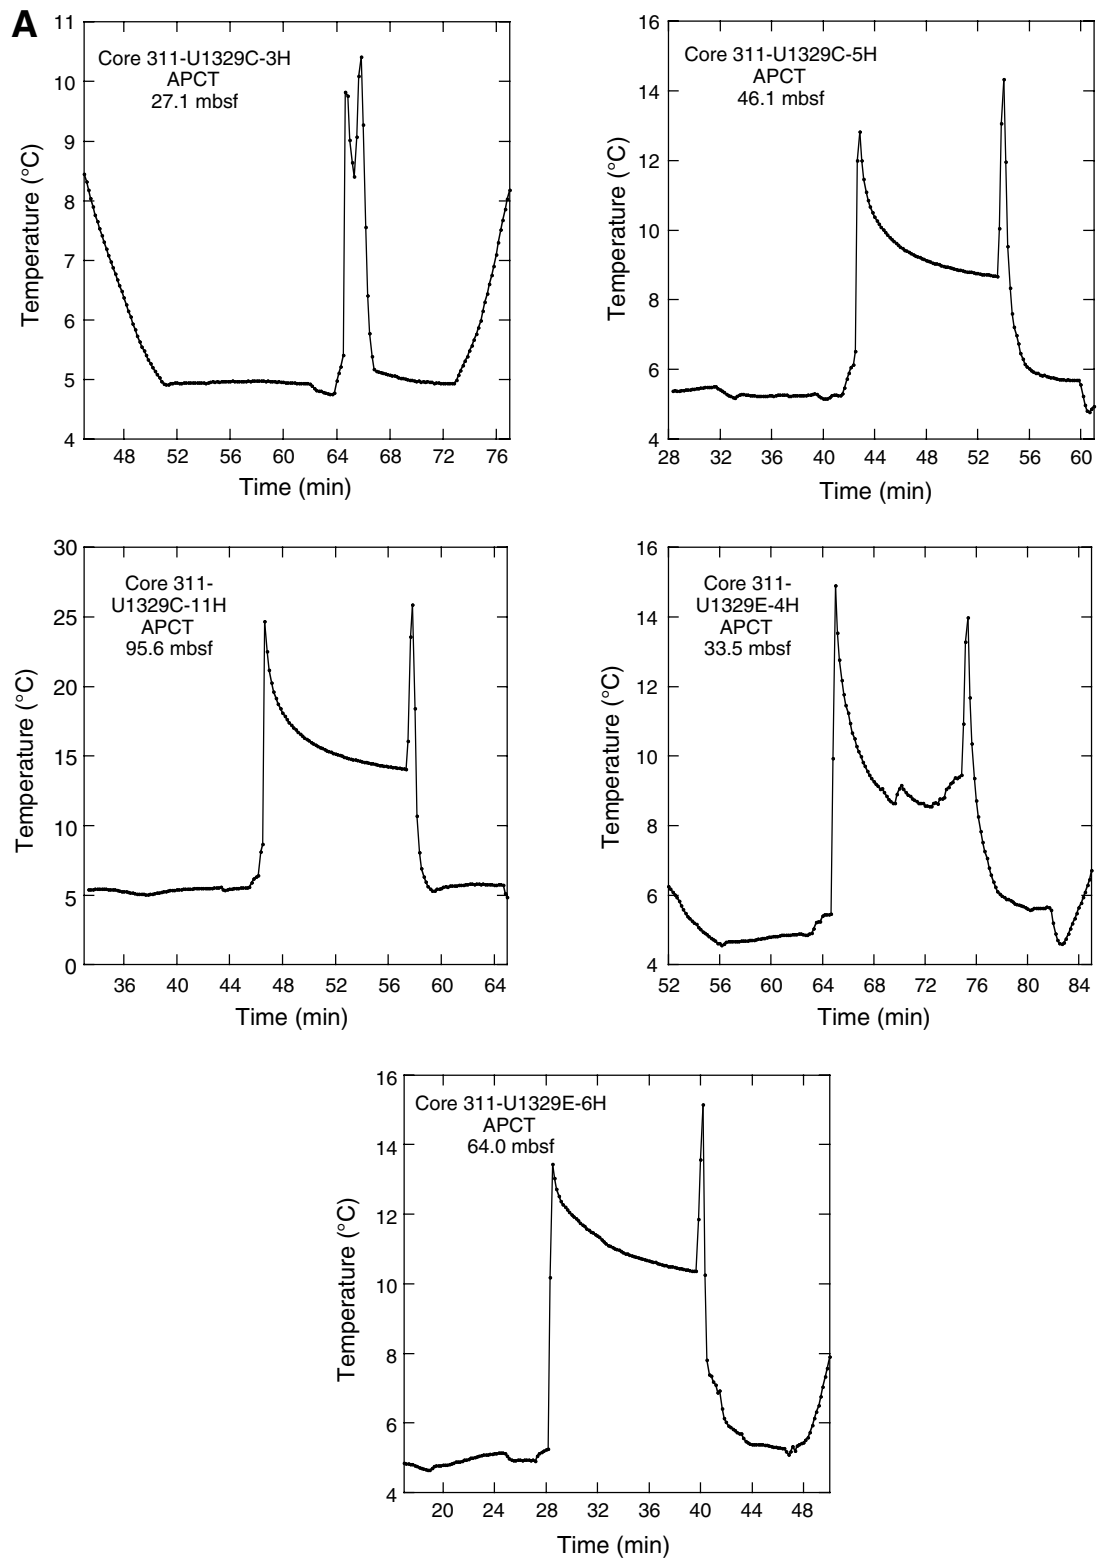 A
Core 311-U1329C-3H
APCT
27.1 mbsf
11
10
9
8
7
6
5
4
Temperature (°C)
48 52 56 60 64 68 72 76
Time (min)
Core 311-U1329C-5H
APCT
46.1 mbsf
16
14
12
10
8
6
4
Temperature (°C)
28 32 36 40 44 48 52 56 60
Time (min)
Core 311-
U1329C-11H
APCT
95.6 mbsf
30
25
20
15
10
5
0
Temperature (°C)
36 40 44 48 52 56 60 64
Time (min)
Core 311-
U1329E-4H
APCT
33.5 mbsf
16
14
12
10
8
6
4
Temperature (°C)
52 56 60 64 68 72 76 80 84
Time (min)
Core 311-U1329E-6H
APCT
64.0 mbsf
16
14
12
10
8
6
4
Temperature (°C)
20 24 28 32 36 40 44 48
Time (min)